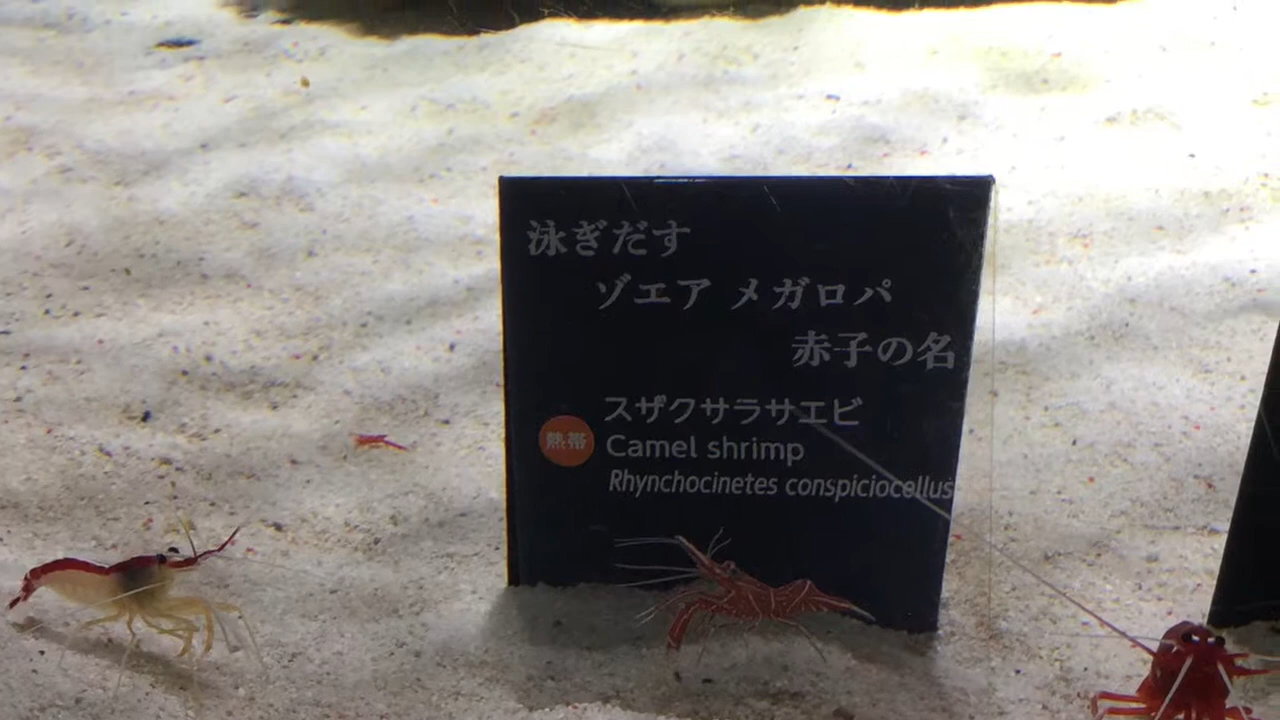 泳ぎだす
ゾエア メガロパ
赤子の名
スザクサラサエビ
熱帯
Camel shrimp
Rhynchocinetes conspiciocellus